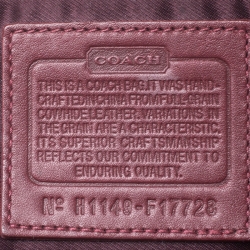 COACH
THIS IS A COACH BAG. IT WAS HAND-
CRAFTED IN CHINA FROM FULL GRAIN
COWHIDE LEATHER. VARIATIONS IN
THE GRAIN ARE A CHARACTERISTIC.
ITS SUPERIOR CRAFTSMANSHIP
REFLECTS OUR COMMITMENT TO
ENDURING QUALITY.
Nº H1149-F17728